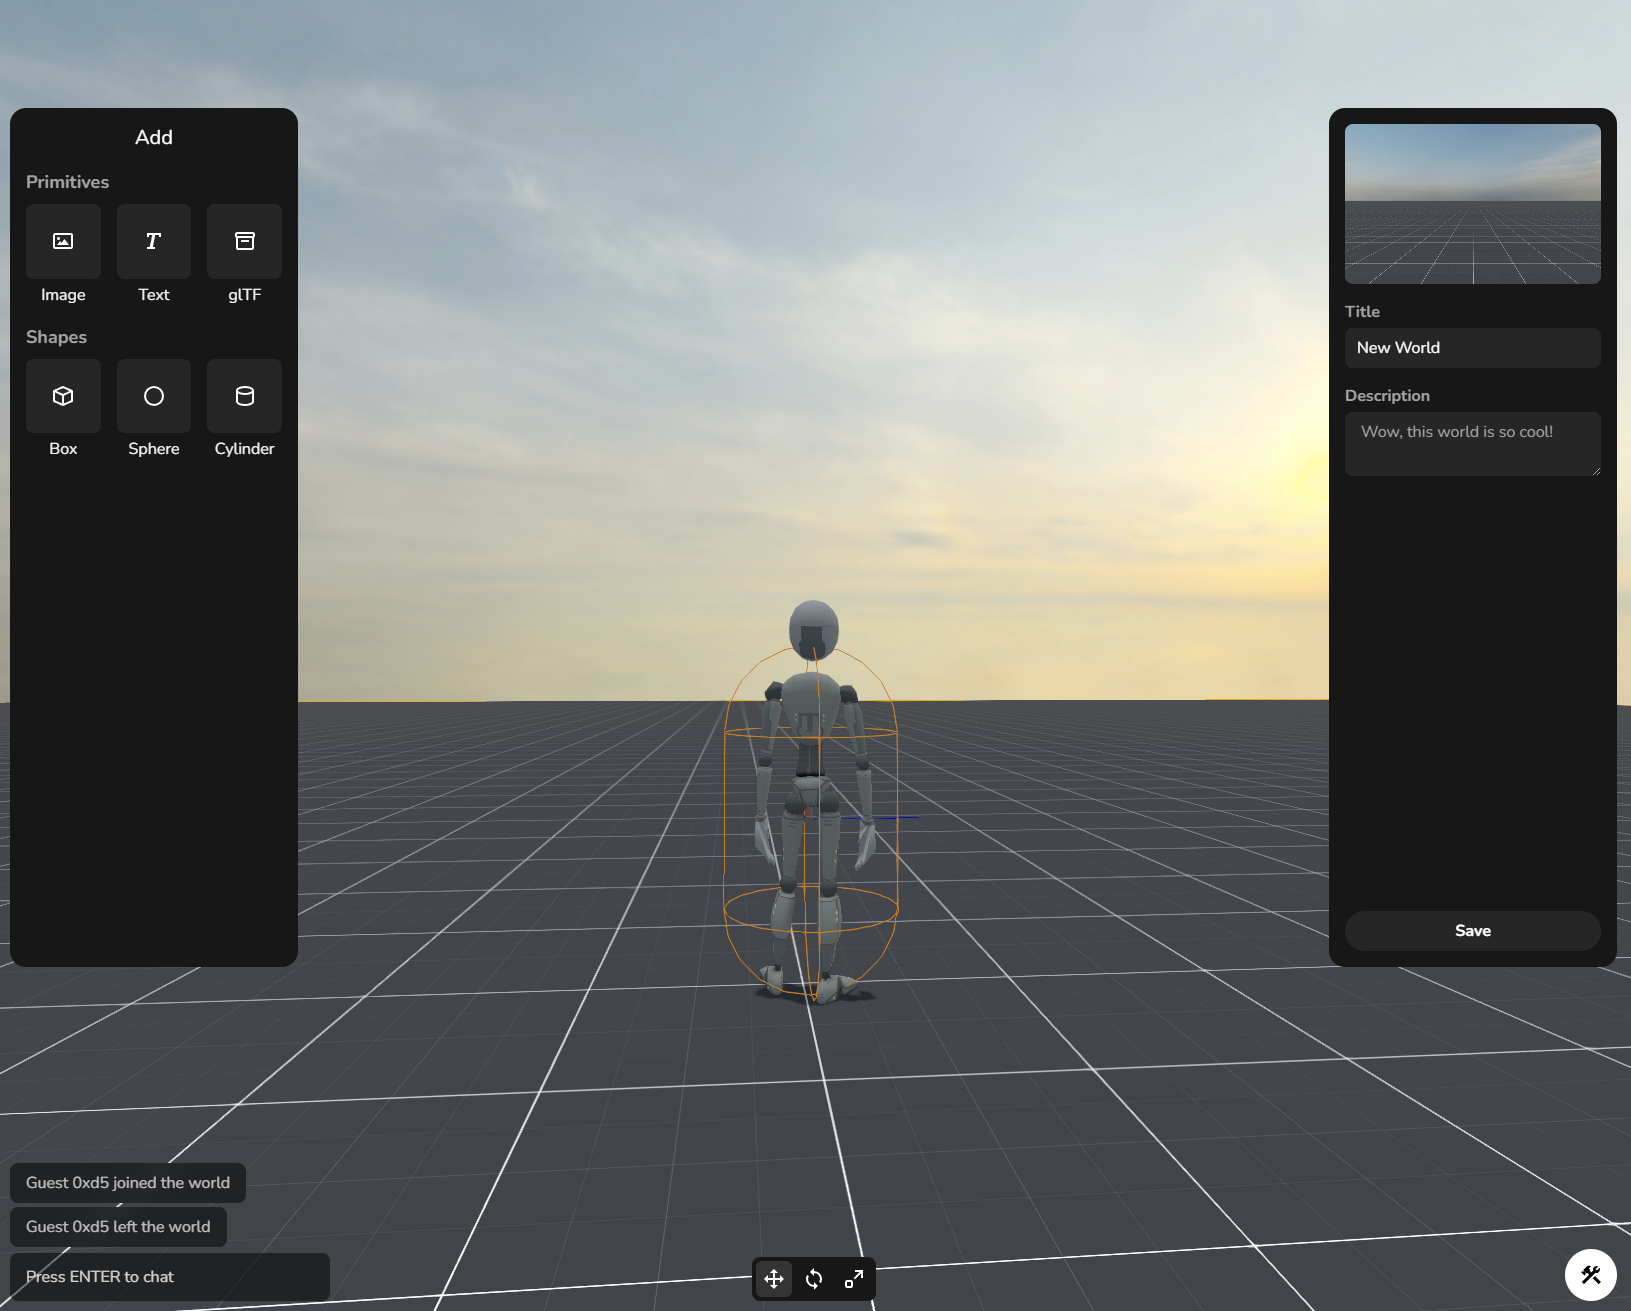 Add
Primitives
Image
Text
glTF
Shapes
Box
Sphere
Cylinder
Title
New World
Description
Wow, this world is so cool!
Save
Guest 0xd5 joined the world
Guest 0xd5 left the world
Press ENTER to chat